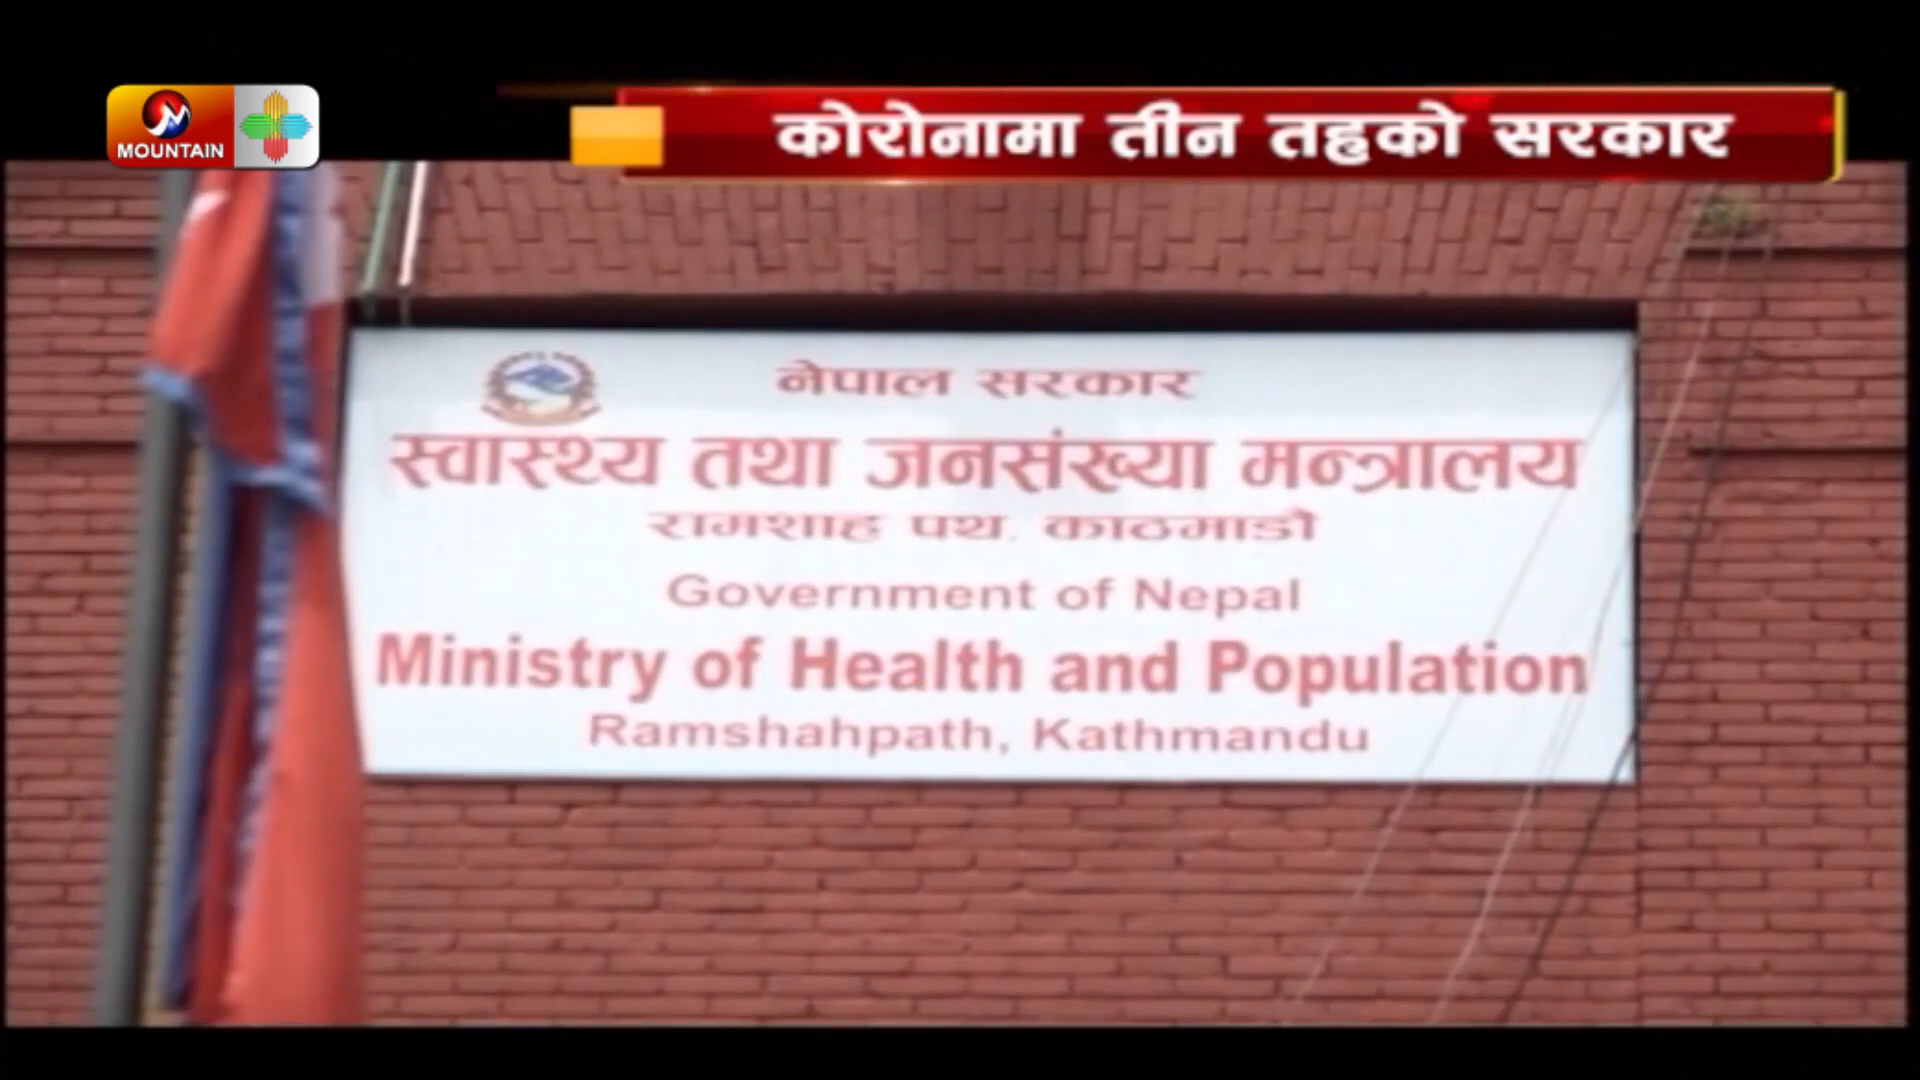 MOUNTAIN
कोरोनामा तीन तहको सरकार
नेपाल सरकार
स्वास्थ्य तथा जनसंख्या मन्त्रालय
रामशाह पथ, काठमाडौं
Government of Nepal
Ministry of Health and Population
Ramshahpath, Kathmandu